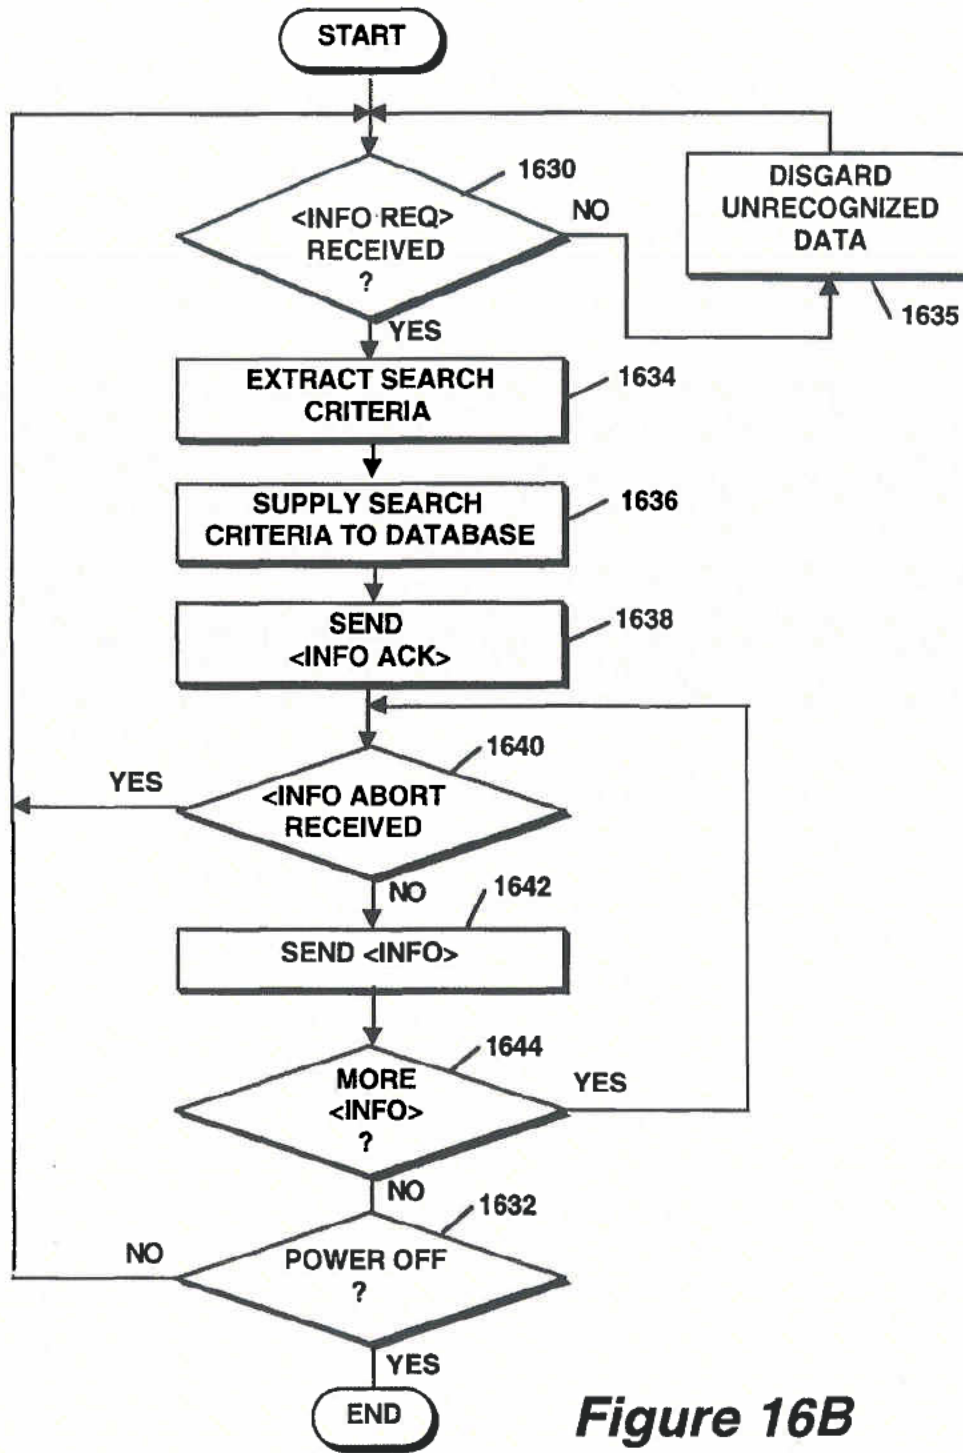 START
1630
<INFO REQ>
RECEIVED
?
NO
YES
DISGARD
UNRECOGNIZED
DATA
1635
EXTRACT SEARCH
CRITERIA
1634
SUPPLY SEARCH
CRITERIA TO DATABASE
1636
SEND
<INFO ACK>
1638
1640
YES
<INFO ABORT
RECEIVED
NO
1642
SEND <INFO>
1644
MORE
<INFO>
?
YES
NO
1632
NO
POWER OFF
?
YES
END
Figure 16B